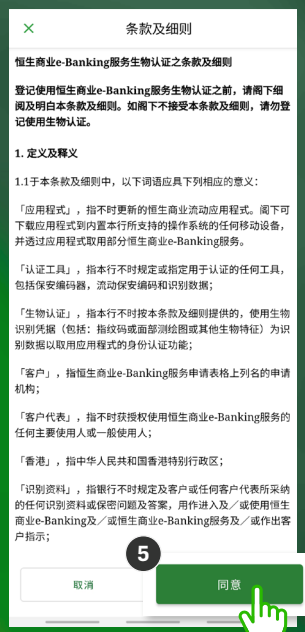 条款及细则
恒生商业e-Banking服务生物认证之条款及细则
登记使用恒生商业e-Banking生物认证之前，请阁下细
阅及明白本条款及细则。如阁下不接受本条款及细则，请勿登
记使用生物认证。
1. 定义及释义
1.1于本条款及细则中，以下词语应具下列相应的意义：
「应用程式」，指不时更新的恒生商业流动应用程式。阁下可
下载应用程式到内置本行所支持的操作系统的任何移动设备，
并透过应用程式取用部分恒生商业e-Banking服务。
「认证工具」，指本行不时规定或指定用于认证的任何工具，
包括保安编码器，流动保安编码和识别数据；
「生物认证」，指本行不时按本条款及细则提供的，使用生物
识别凭据（包括：指纹码或面部测绘图或其他生物特征）为识
别数据以取用应用程式的身份认证功能；
「客户」，指恒生商业e-Banking服务申请表格上列名的申请
机构；
「客户代表」，指不时获授权使用恒生商业e-Banking服务的
任何主要使用人或一般使用人；
「香港」，指中华人民共和国香港特别行政区；
「识别资料」，指银行不时规定及客户或任何客户代表所采纳
的任何识别资料或保密问题及答案，用作进入及／或使用恒生
商业e-Banking及／或恒生商业e-Banking服务及／或作出客
户指示；
5
取消
同意